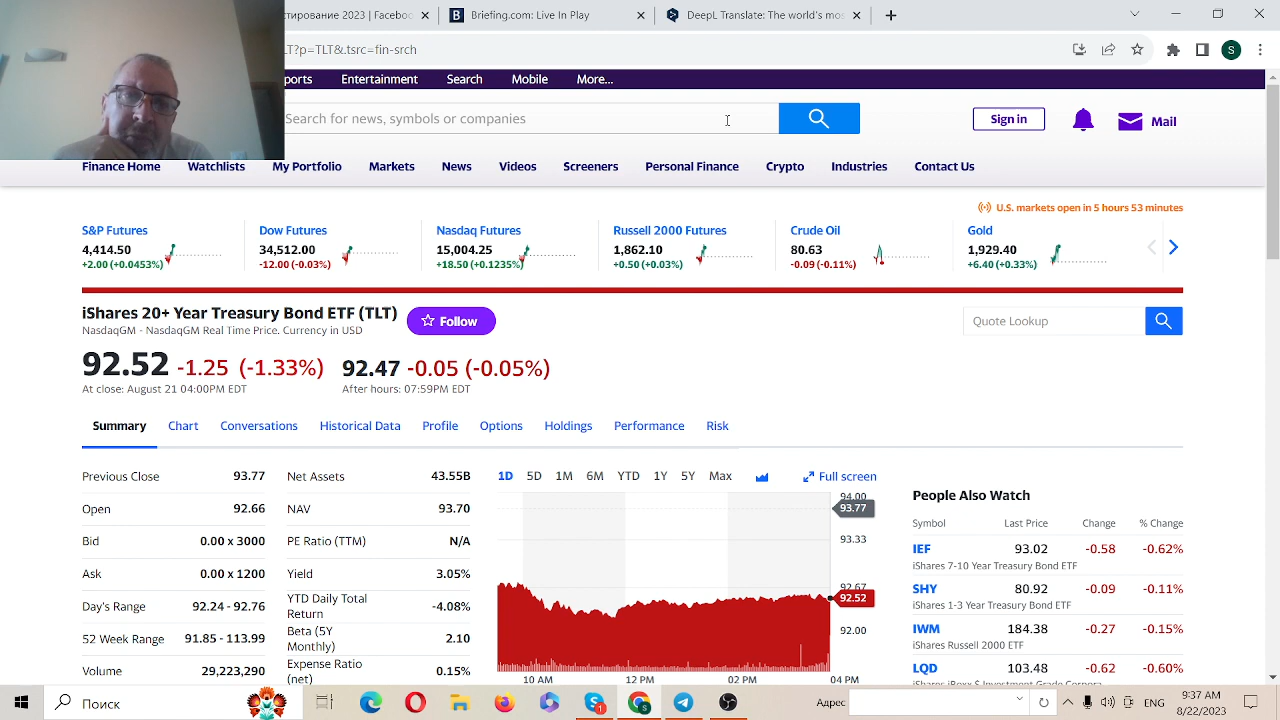 nvestment 2023 | Cent
Bitcoin News in Play
DeepL Translate: The world's mos
LT?p=TLT&.tsrc=fin-srch
S
ports Entertainment Search Mobile More...
Search for news, symbols or companies
Sign in
Mail
Finance Home Watchlists My Portfolio Markets News Videos Screeners Personal Finance Crypto Industries Contact Us
U.S. markets open in 5 hours 53 minutes
S&P Futures Dow Futures Nasdaq Futures Russell 2000 Futures Crude Oil Gold
4,414.50 34,512.00 15,004.25 1,862.10 80.63 1,929.40
+2.00 (+0.0453%) -12.00 (-0.03%) +18.50 (+0.1235%) +0.50 (+0.03%) -0.09 (-0.11%) +6.40 (+0.33%)
iShares 20+ Year Treasury Bond ETF (TLT)
Follow
NasdaqGM - NasdaqGM Real Time Price. Currency in USD
Quote Lookup
92.52 -1.25 (-1.33%) 92.47 -0.05 (-0.05%)
At close: August 21 04:00PM EDT After hours: 07:59PM EDT
Summary Chart Conversations Historical Data Profile Options Holdings Performance Risk
Previous Close 93.77
Open 92.66
Bid 0.00 x 3000
Ask 0.00 x 1200
Day's Range 92.24 - 92.76
52 Week Range 91.85 - 113.99
Volume 29,223,290
Net Assets 43.55B
NAV 93.70
PE Ratio (TTM) N/A
Yield 3.05%
YTD Daily Total
Return -4.08%
Beta (5Y
Monthly) 2.10
Expense Ratio
(net) 0.15%
1D 5D 1M 6M YTD 1Y 5Y Max Full screen
94.00
93.77
93.33
92.67
92.52
92.00
10 AM 12 PM 02 PM 04 PM
People Also Watch
Symbol Last Price Change % Change
IEF 93.02 -0.58 -0.62%
iShares 7-10 Year Treasury Bond ETF
SHY 80.92 -0.09 -0.11%
iShares 1-3 Year Treasury Bond ETF
IWM 184.38 -0.27 -0.15%
iShares Russell 2000 ETF
LQD 103.48 -0.62 -0.60%
iShares iBoxx $ Investment Grade Corpora
Поиск
1
S
Адрес
9:37 AM
8/22/2023